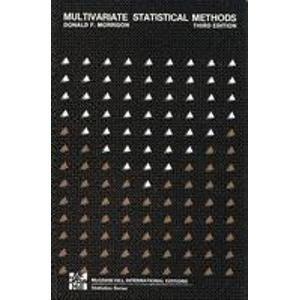 MULTIVARIATE STATISTICAL METHODS
DONALD F. MORRISON THIRD EDITION
McGRAW-HILL INTERNATIONAL EDITIONS
Statistics Series